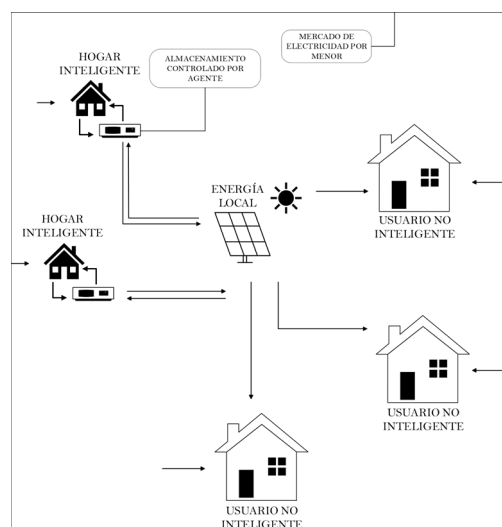 MERCADO DE
ELECTRICIDAD POR
MENOR
HOGAR
INTELIGENTE
ALMACENAMIENTO
CONTROLADO POR
AGENTE
ENERGÍA
LOCAL
USUARIO NO
INTELIGENTE
HOGAR
INTELIGENTE
USUARIO NO
INTELIGENTE
USUARIO NO
INTELIGENTE